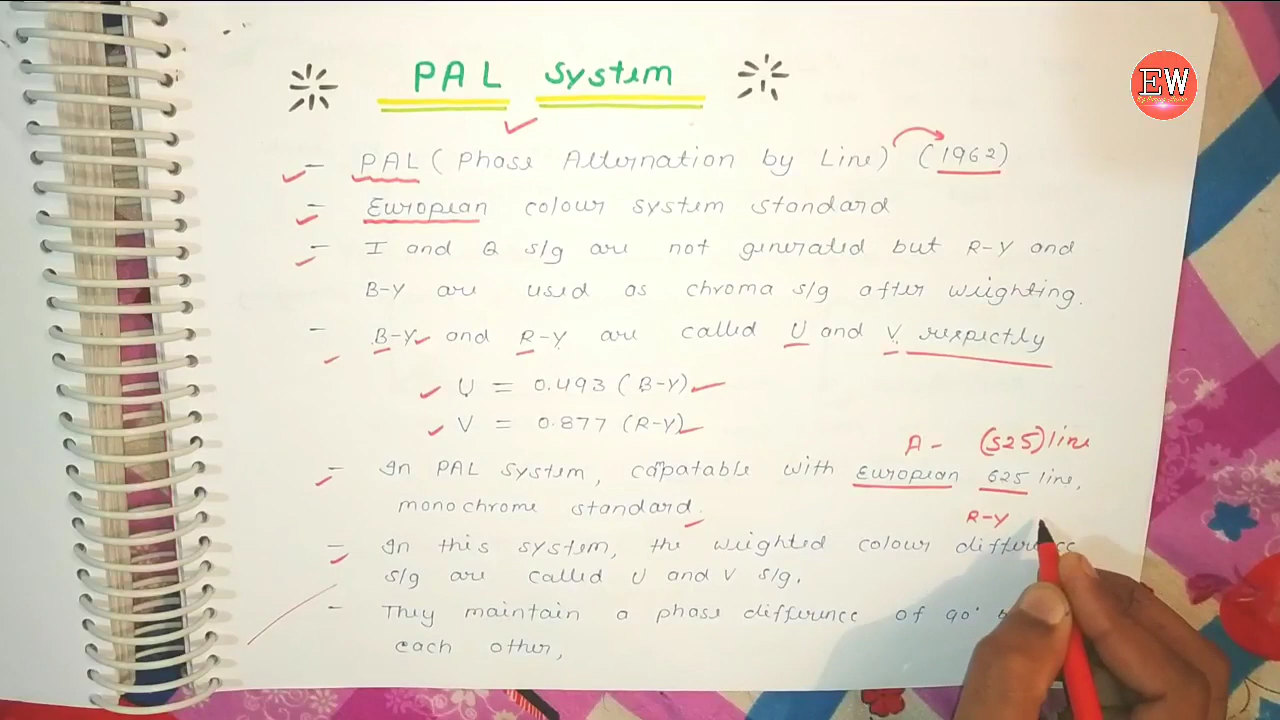 EW
PAL System
- PAL (Phase Alternation by Line) (1962)
- European colour system standard
- I and Q s/g are not generated but R-Y and
B-Y are used as chroma s/g after weighting.
- B-Y and R-Y are called U and V respectly
U = 0.493 (B-Y)
V = 0.877 (R-Y)
A - (525) line
- In PAL System, capatable with European 625 line,
monochrome standard.
R-Y
- In this system, the weighted colour difference
s/g are called U and V s/g.
- They maintain a phase difference of 90°
each other,